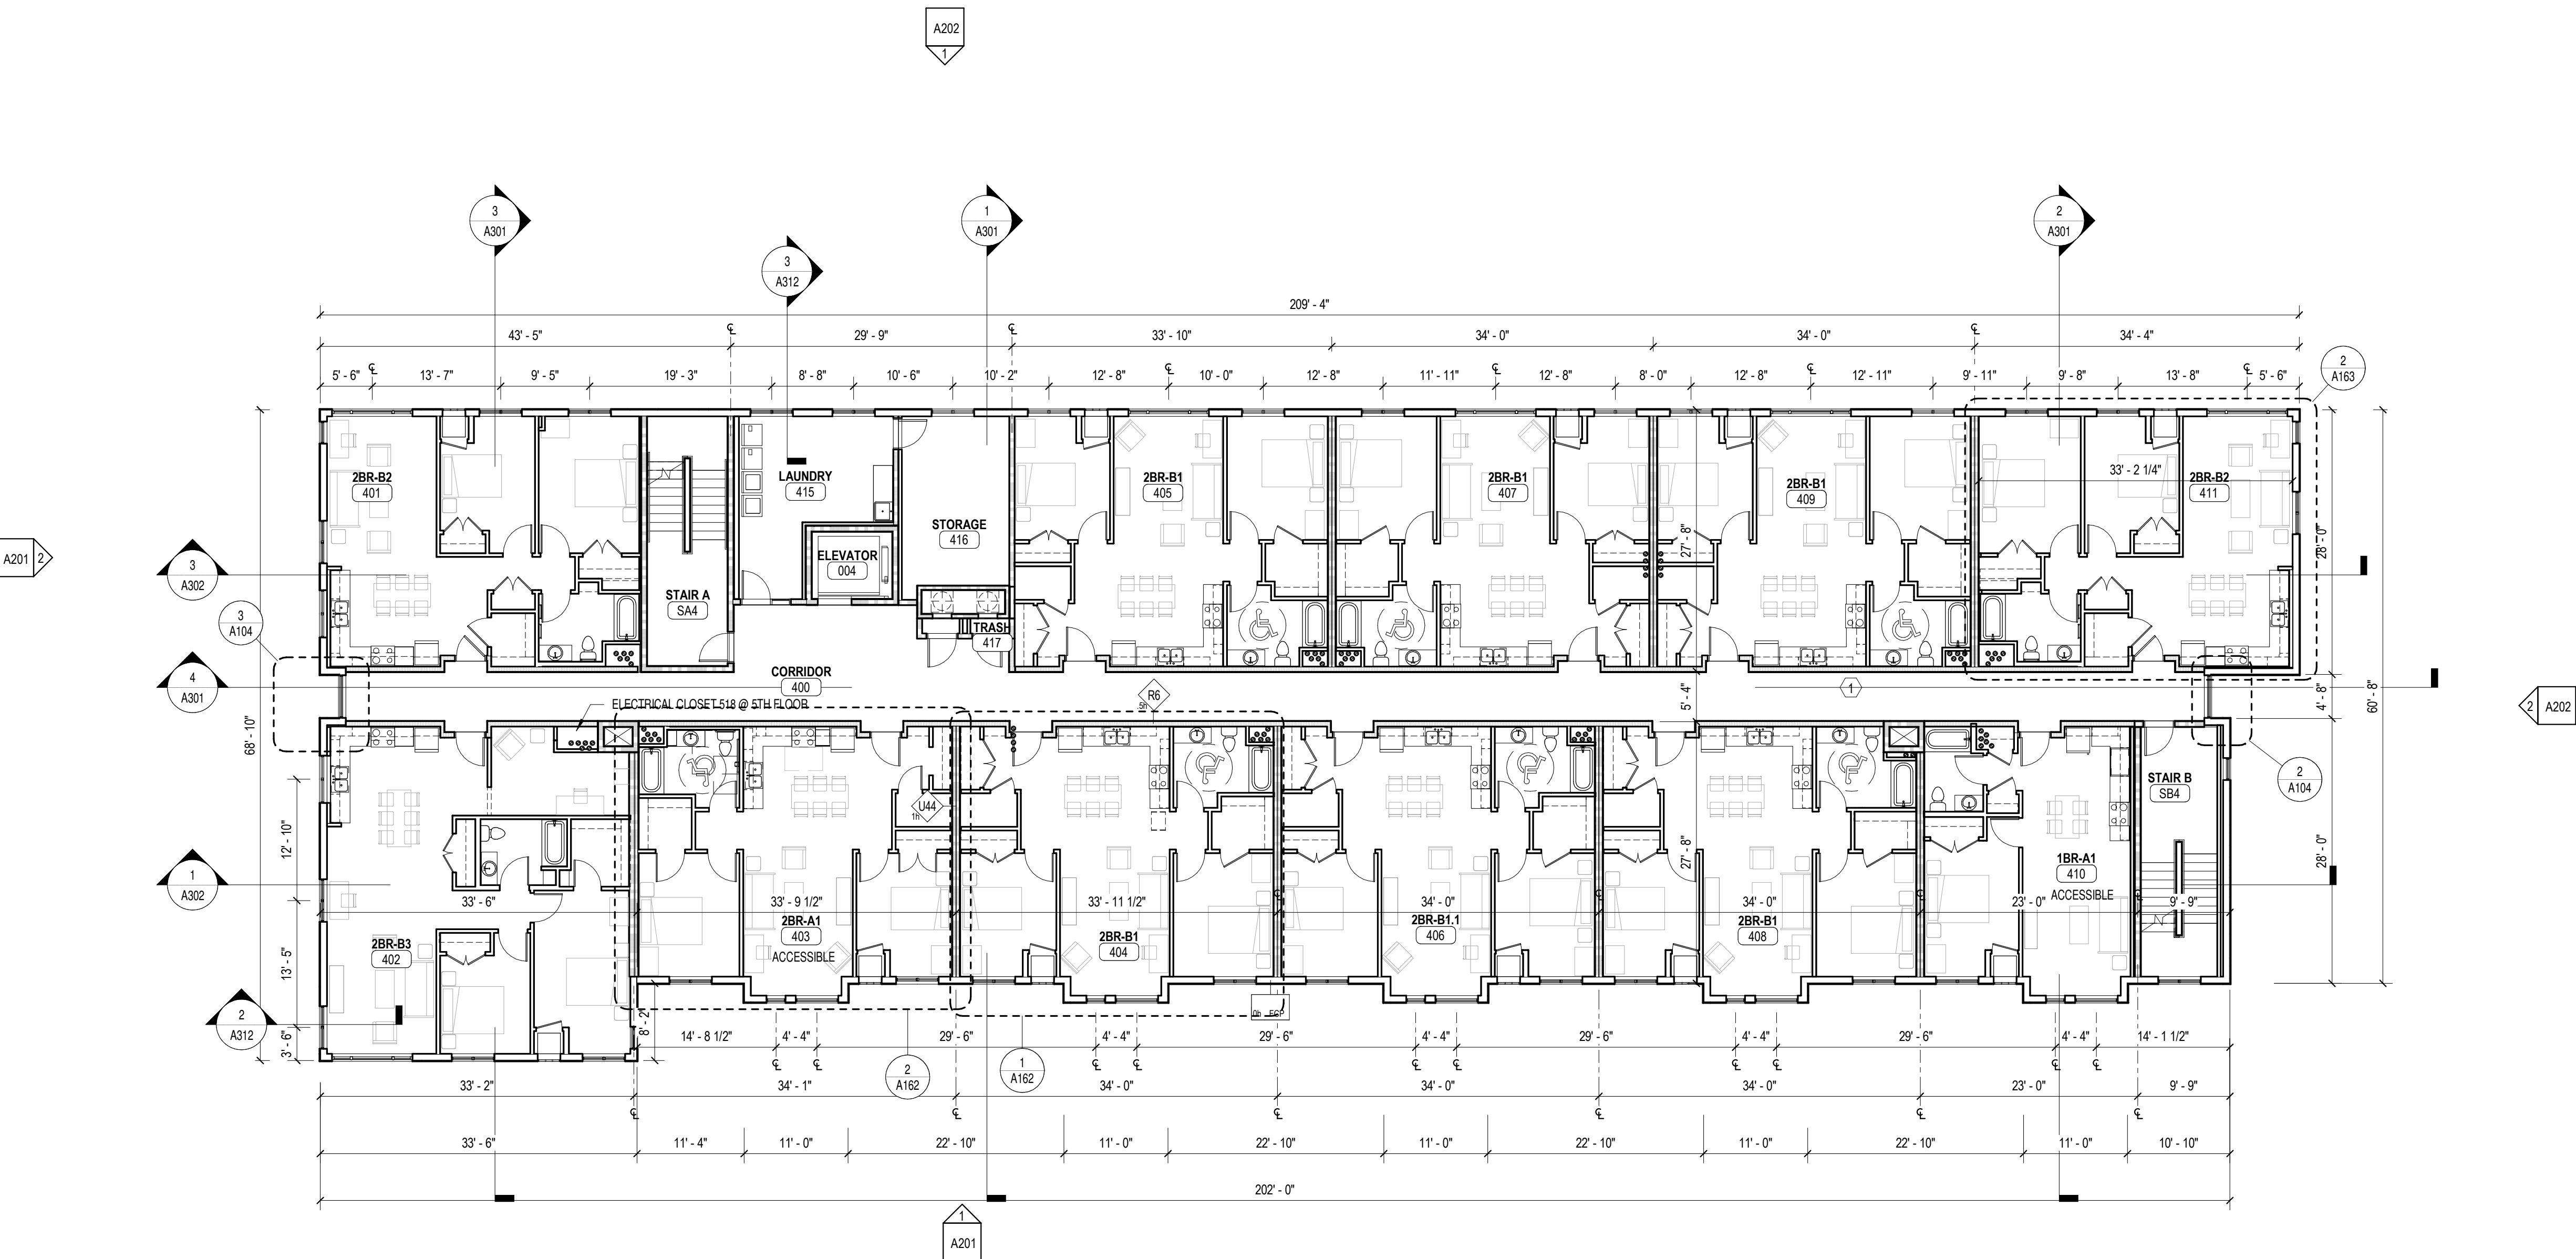 A202
1
3
A301
1
A301
2
A301
3
A312
209' - 4"
43' - 5"
29' - 9"
33' - 10"
34' - 0"
34' - 0"
34' - 4"
5' - 6"
13' - 7"
9' - 5"
19' - 3"
8' - 8"
10' - 6"
10' - 2"
12' - 8"
10' - 0"
12' - 8"
11' - 11"
12' - 8"
8' - 0"
12' - 8"
12' - 11"
9' - 11"
9' - 8"
13' - 8"
5' - 6"
2
A163
2BR-B2
401
LAUNDRY
415
2BR-B1
405
2BR-B1
407
2BR-B1
409
33' - 2 1/4"
2BR-B2
411
STORAGE
416
ELEVATOR
004
27' - 8"
28' - 0"
A201
2
3
A302
STAIR A
SA4
3
A104
TRASH
417
CORRIDOR
400
4
A301
ELECTRICAL CLOSET 518 @ 5TH FLOOR
R6
.5h
1
5' - 4"
4' - 8"
60' - 8"
2
A202
68' - 10"
2
A104
STAIR B
SB4
U44
1h
12' - 10"
27' - 8"
28' - 0"
1
A302
1BR-A1
410
ACCESSIBLE
33' - 6"
33' - 9 1/2"
33' - 11 1/2"
34' - 0"
34' - 0"
23' - 0"
9' - 9"
2BR-B3
402
2BR-A1
403
ACCESSIBLE
2BR-B1
404
2BR-B1.1
406
2BR-B1
408
13' - 5"
2
A312
3' - 6"
8' - 2"
0h - EGP
14' - 8 1/2"
4' - 4"
29' - 6"
4' - 4"
29' - 6"
4' - 4"
29' - 6"
4' - 4"
29' - 6"
4' - 4"
14' - 1 1/2"
2
A162
1
A162
33' - 2"
34' - 1"
34' - 0"
34' - 0"
34' - 0"
23' - 0"
9' - 9"
33' - 6"
11' - 4"
11' - 0"
22' - 10"
11' - 0"
22' - 10"
11' - 0"
22' - 10"
11' - 0"
22' - 10"
11' - 0"
10' - 10"
202' - 0"
1
A201